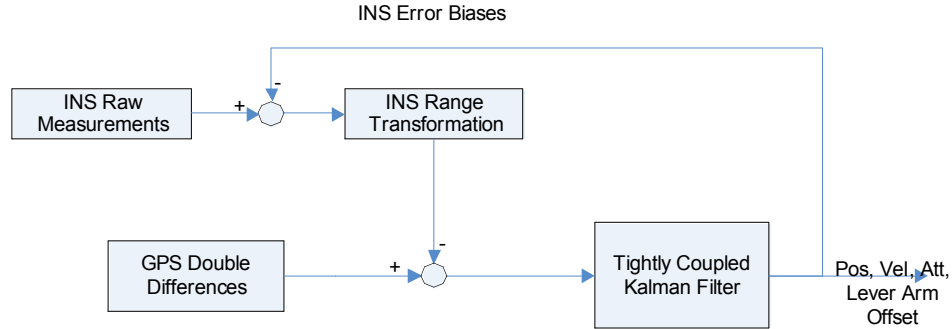 INS Error Biases
-
INS Raw
Measurements
+
INS Range
Transformation
-
GPS Double
Differences
+
Tightly Coupled
Kalman Filter
Pos, Vel, Att,
Lever Arm
Offset